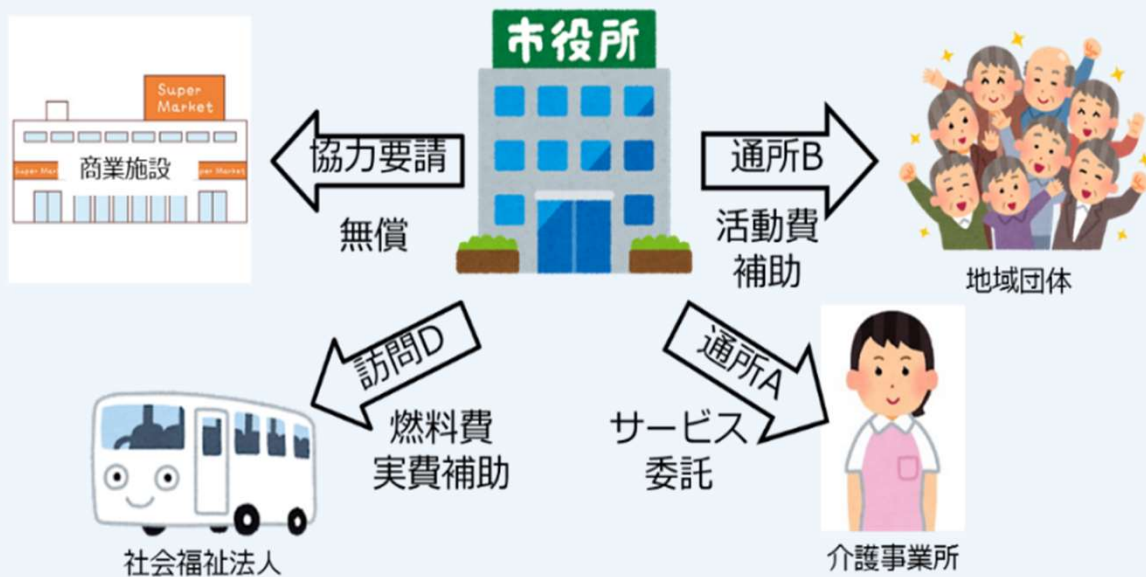 市役所
Super
Market
商業施設
Super Mar
per Market
協力要請
無償
通所B
活動費
補助
地域団体
訪問D
燃料費
実費補助
社会福祉法人
通所A
サービス
委託
介護事業所